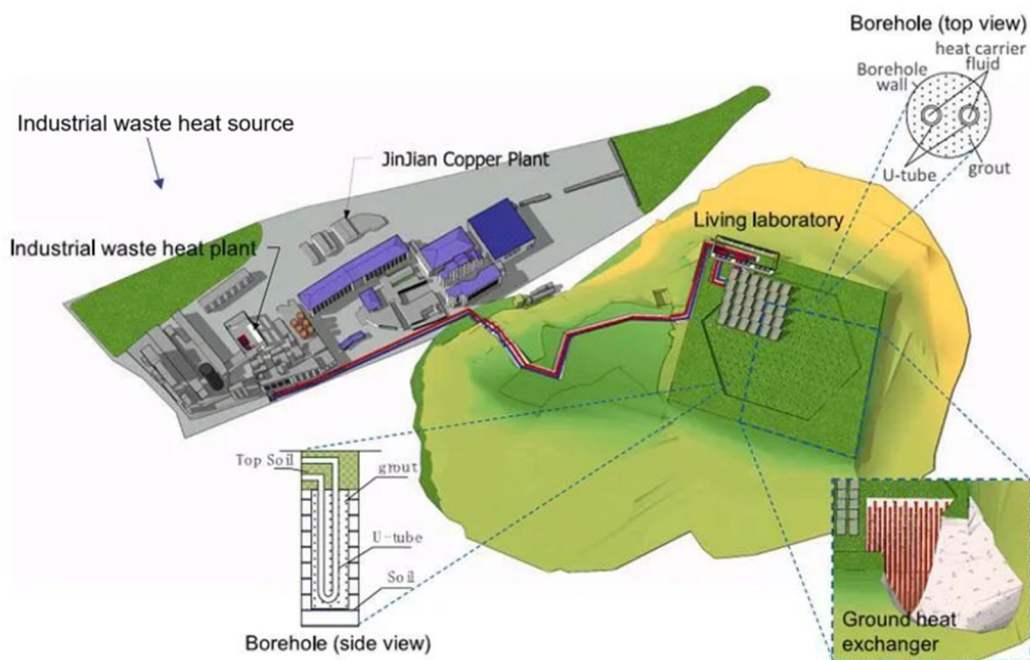 Borehole (top view)
heat carrier
fluid
Borehole
wall
U-tube
grout
Industrial waste heat source
JinJian Copper Plant
Industrial waste heat plant
Living laboratory
Top Soil
grout
U-tube
Soil
Borehole (side view)
Ground heat
exchanger